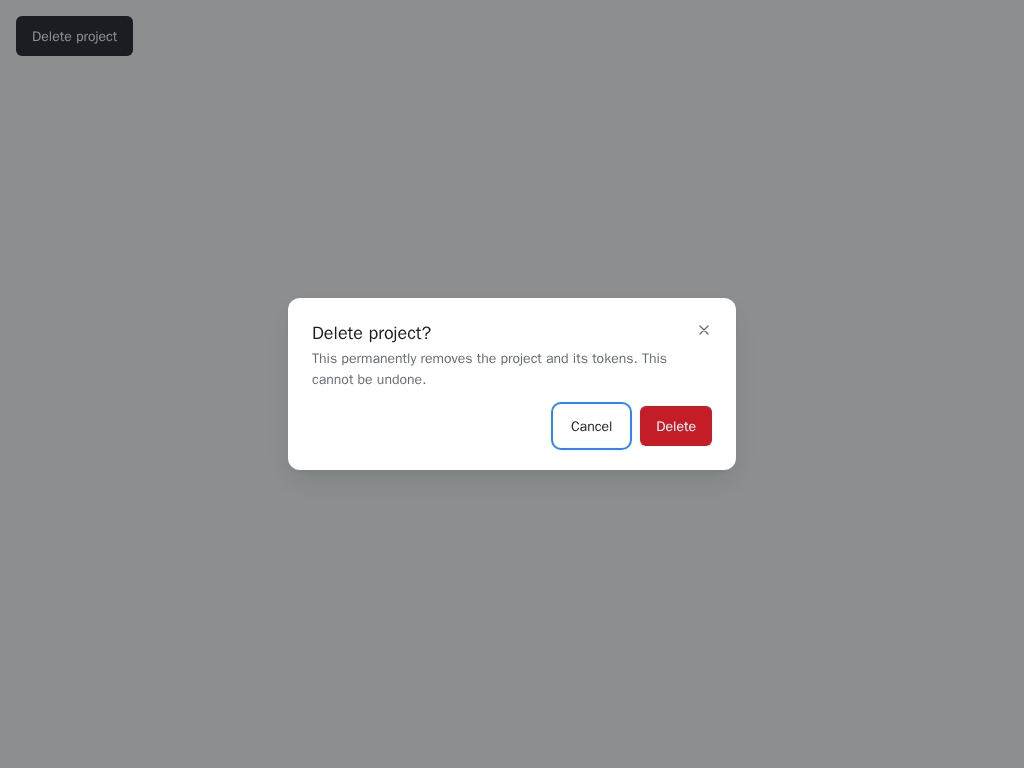 Delete project
Delete project?
This permanently removes the project and its tokens. This
cannot be undone.
Cancel
Delete